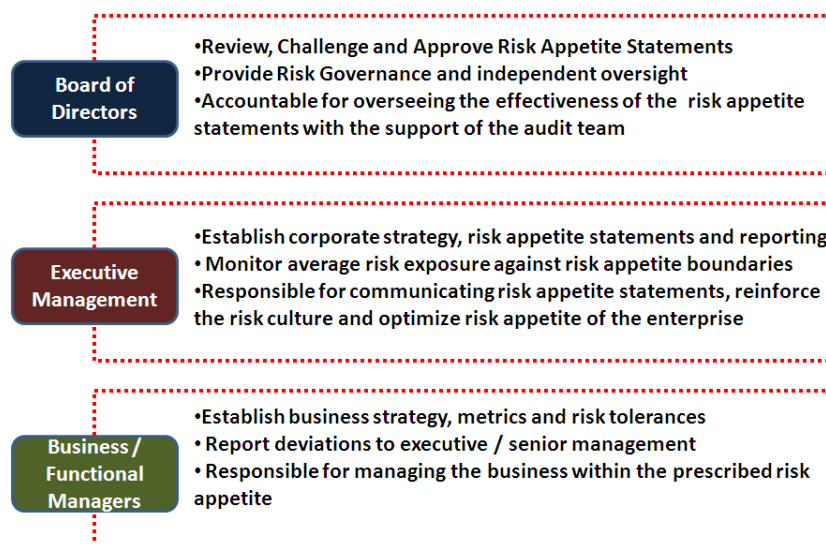 Board of
Directors
•Review, Challenge and Approve Risk Appetite Statements
•Provide Risk Governance and independent oversight
•Accountable for overseeing the effectiveness of the risk appetite
statements with the support of the audit team
Executive
Management
•Establish corporate strategy, risk appetite statements and reporting
• Monitor average risk exposure against risk appetite boundaries
•Responsible for communicating risk appetite statements, reinforce
the risk culture and optimize risk appetite of the enterprise
Business /
Functional
Managers
•Establish business strategy, metrics and risk tolerances
• Report deviations to executive / senior management
• Responsible for managing the business within the prescribed risk
appetite